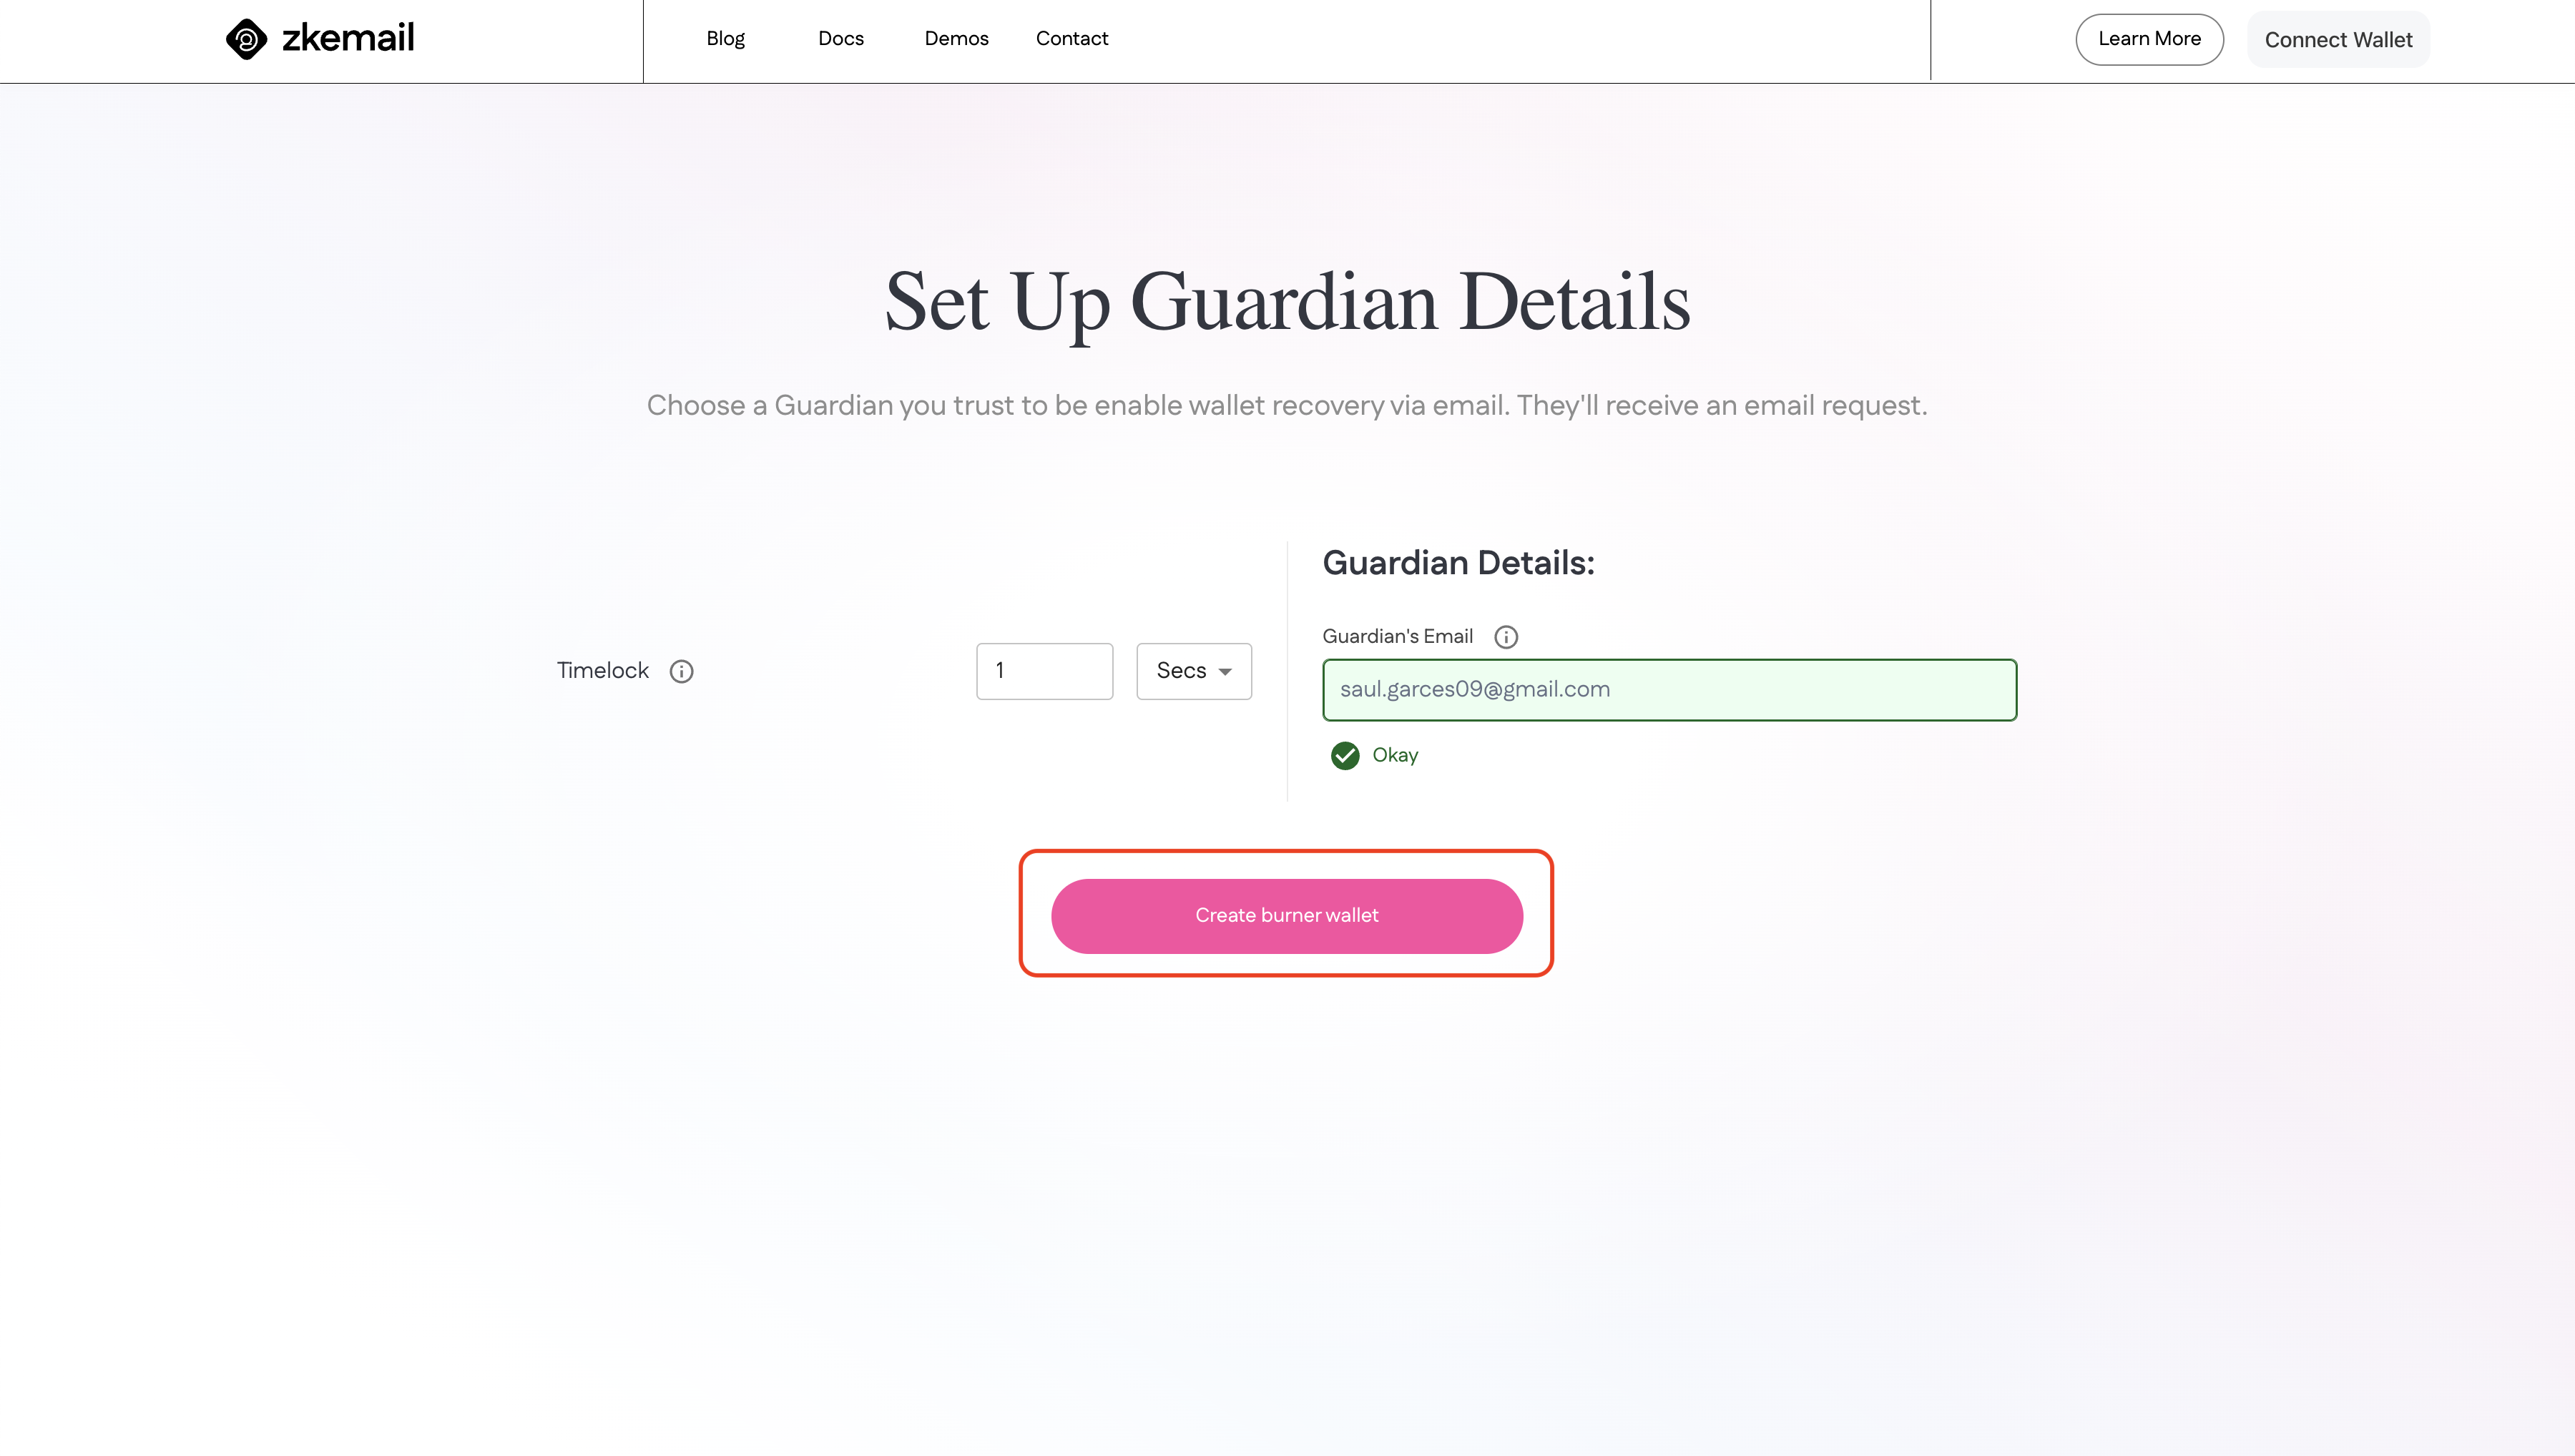 zkemail
Blog
Docs
Demos
Contact
Learn More
Connect Wallet
Set Up Guardian Details
Choose a Guardian you trust to be enable wallet recovery via email. They'll receive an email request.
Timelock
1
Secs
Guardian Details:
Guardian's Email
saul.garces09@gmail.com
Okay
Create burner wallet